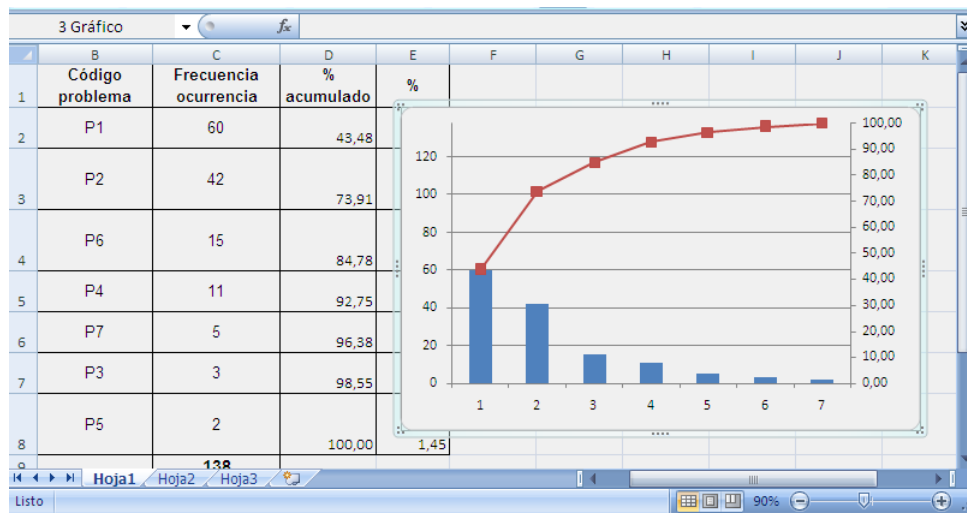 3 Gráfico
fx
B C D E F G H I J K
1 Código problema Frecuencia ocurrencia % acumulado %
2 P1 60 43,48
3 P2 42 73,91
4 P6 15 84,78
5 P4 11 92,75
6 P7 5 96,38
7 P3 3 98,55
8 P5 2 100,00 1,45
9 138
120
100
80
60
40
20
0
100,00
90,00
80,00
70,00
60,00
50,00
40,00
30,00
20,00
10,00
0,00
1 2 3 4 5 6 7
Hoja1 Hoja2 Hoja3
Listo 90%